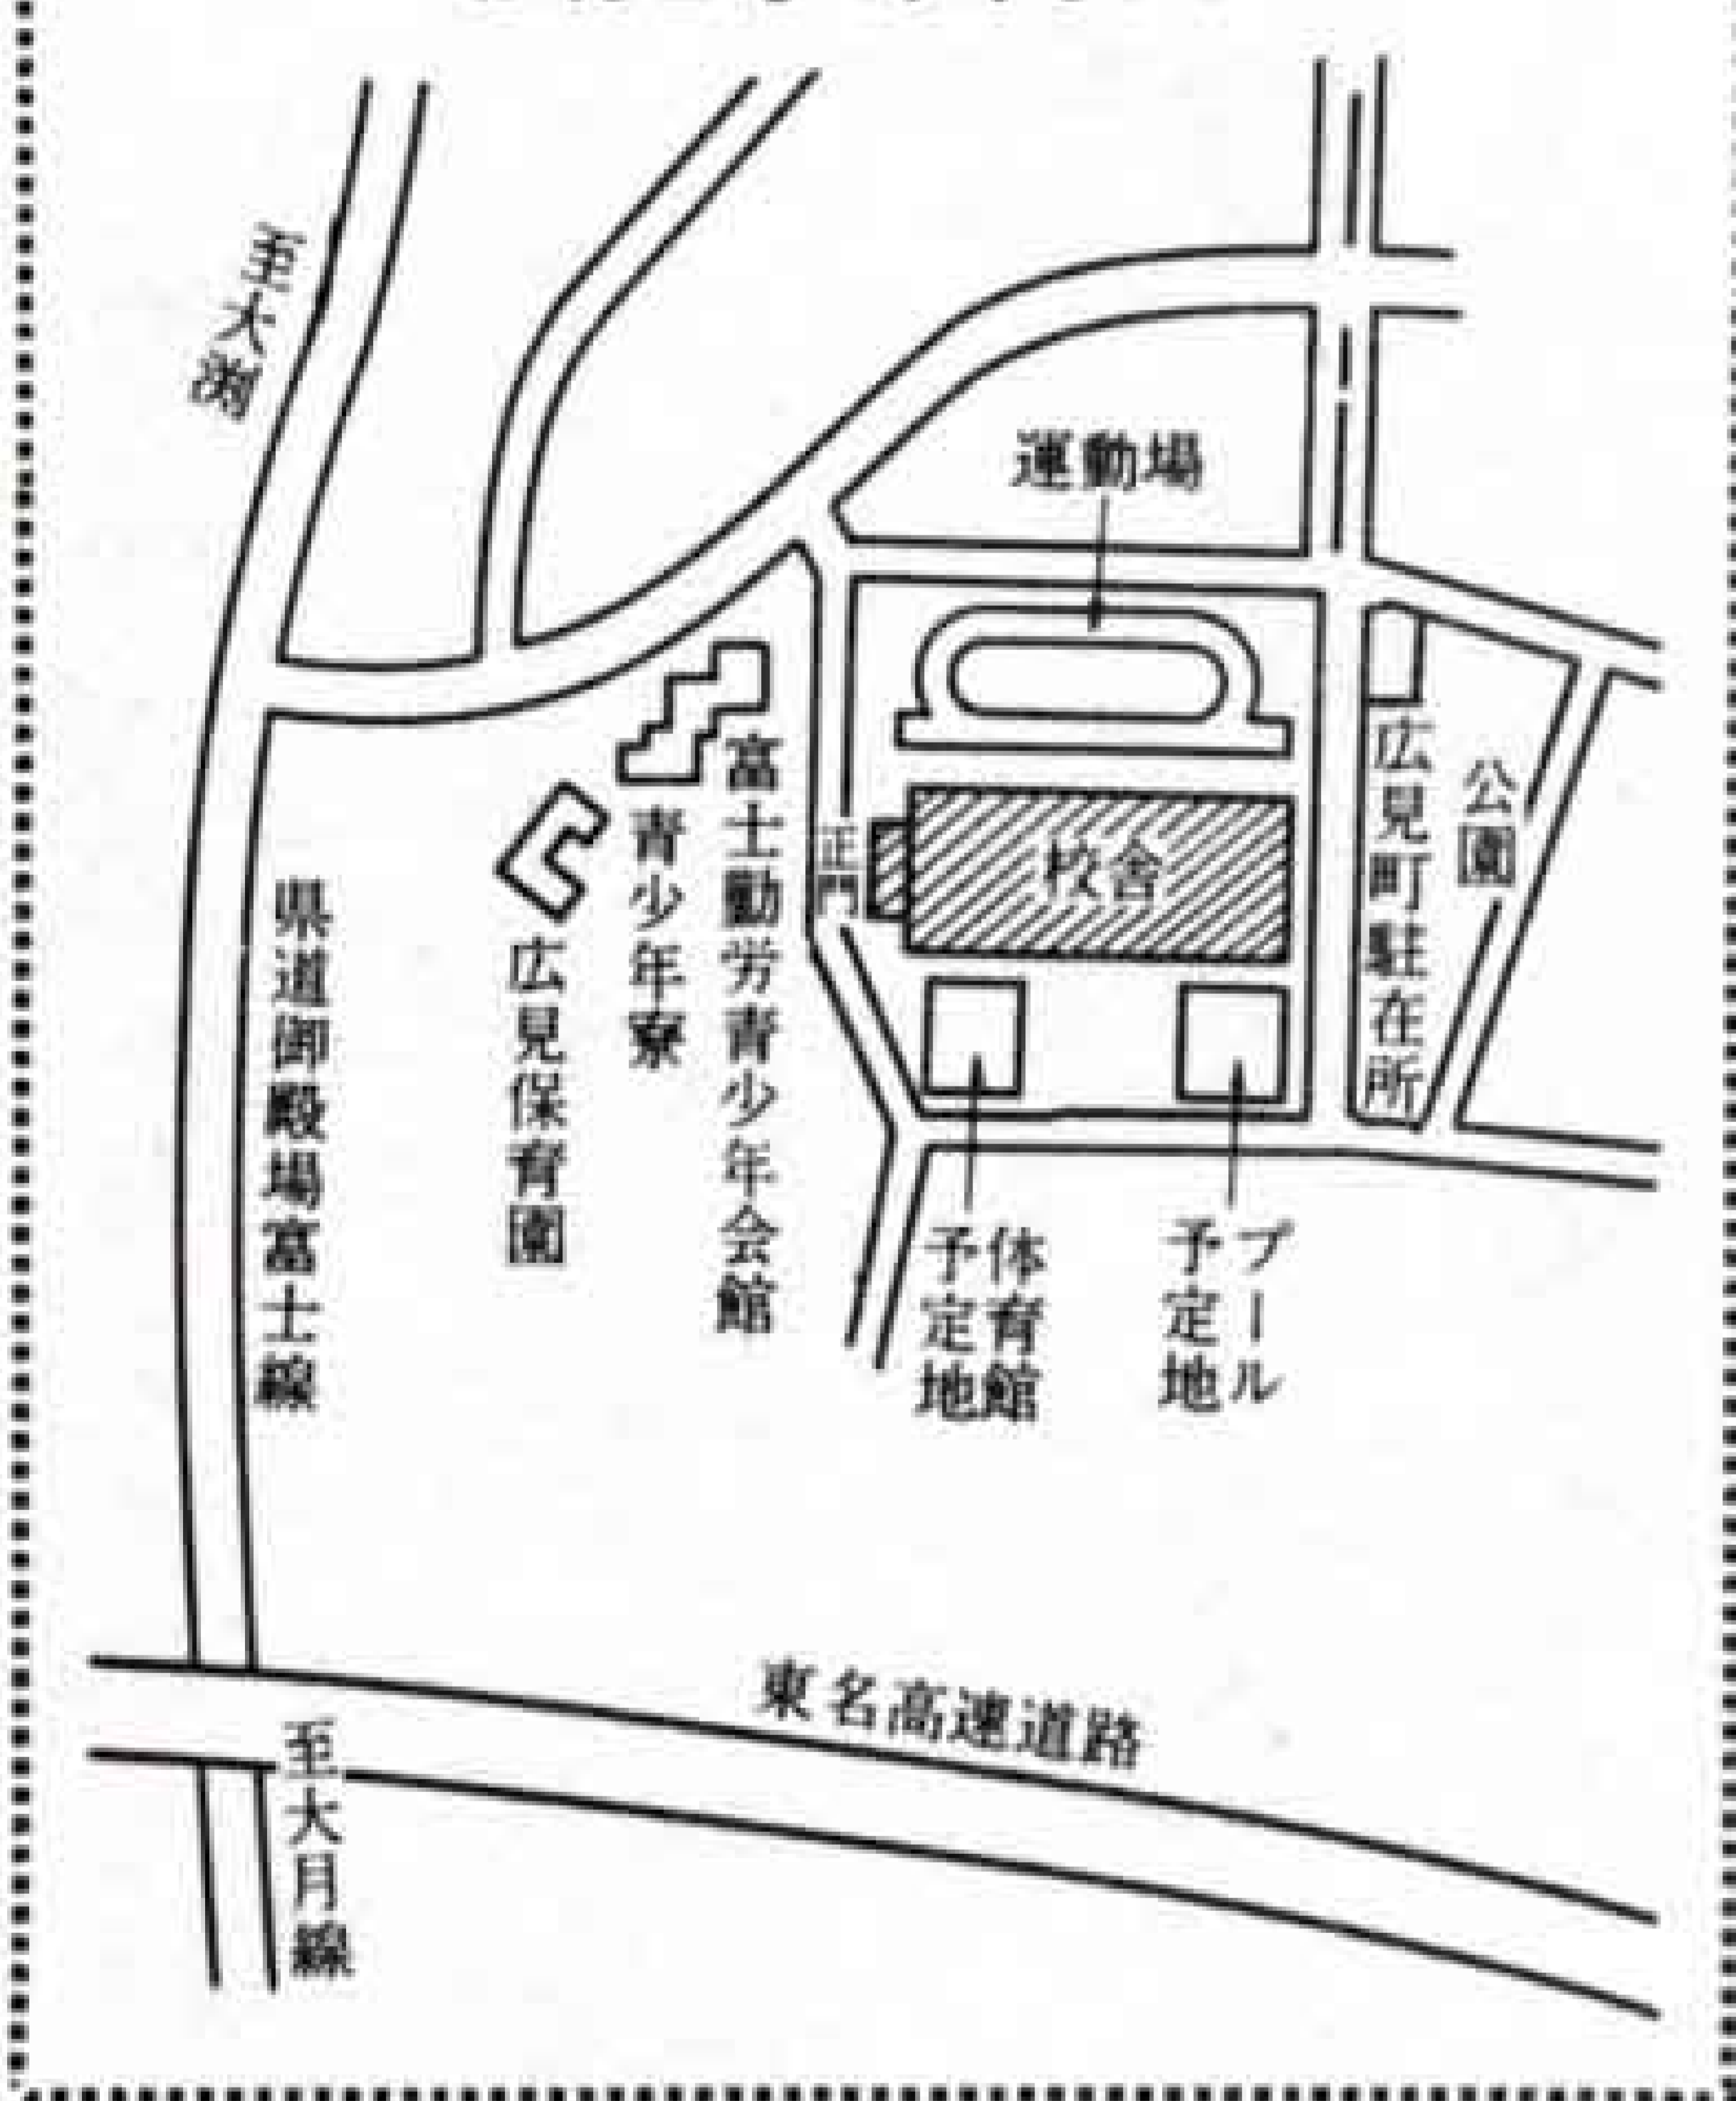 至大淵
運動場
公園
広見町駐在所
校舎
正門
富士勤労青少年会館
青少年寮
広見保育園
県道御殿場富士線
プール
予定地
体育館
予定地
東名高速道路
至大月線